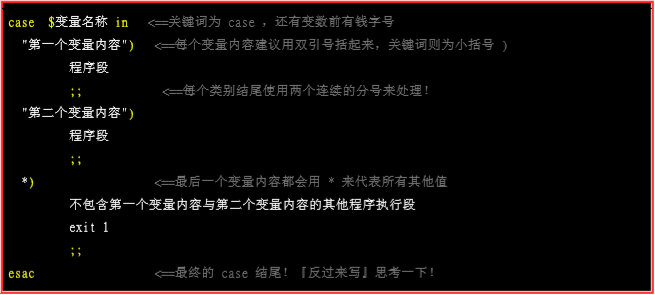 case $变量名称 in <==关键词为 case ，还有变数前有钱字号
"第一个变量内容") <==每个变量内容建议用双引号括起来，关键词则为小括号 )
程序段
;; <==每个类别结尾使用两个连续的分号来处理！
"第二个变量内容")
程序段
;;
*) <==最后一个变量内容都会用 * 来代表所有其他值
不包含第一个变量内容与第二个变量内容的其他程序执行段
exit 1
;;
esac <==最终的 case 结尾！『反过来写』思考一下！